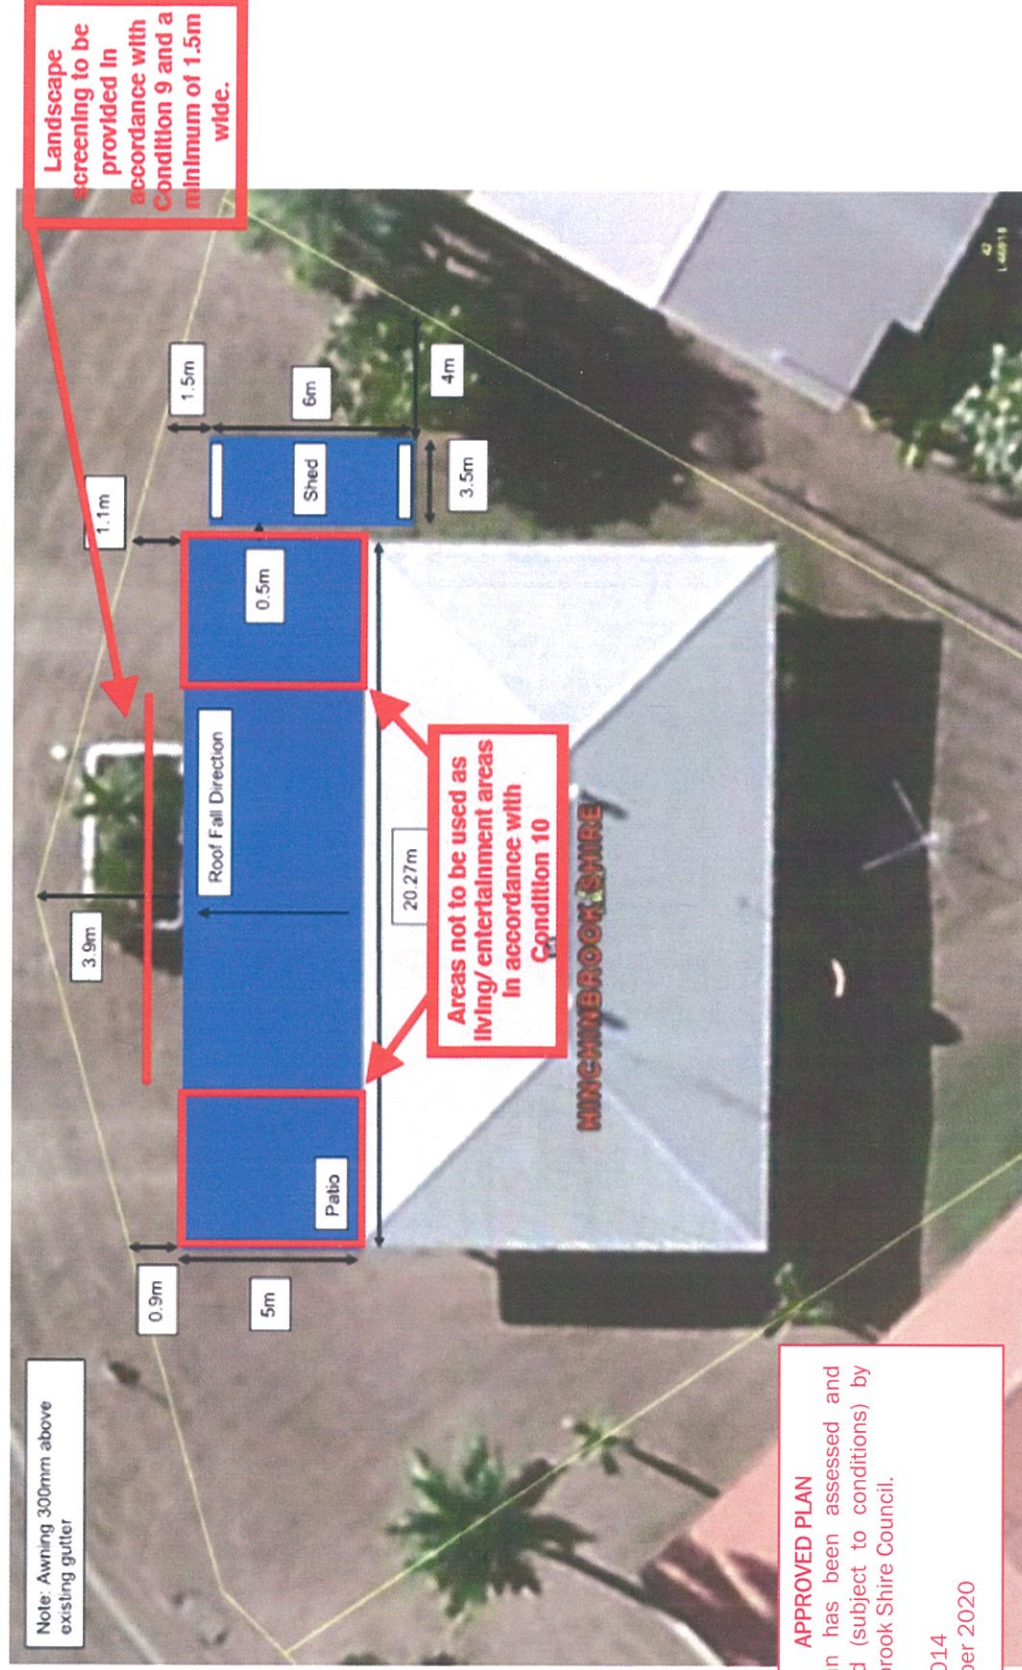 Landscape
screening to be
provided in
accordance with
Condition 9 and a
minimum of 1.5m
wide.
Note: Awning 300mm above
existing gutter
3.9m
1.1m
1.5m
0.9m
5m
6m
4m
3.5m
0.5m
Shed
Roof Fall Direction
Patio
20.27m
Areas not to be used as
living/ entertainment areas
in accordance with
Condition 10
HINCHINBROOK SHIRE
42
APPROVED PLAN
has been assessed and
(subject to conditions) by
Shire Council.
2020